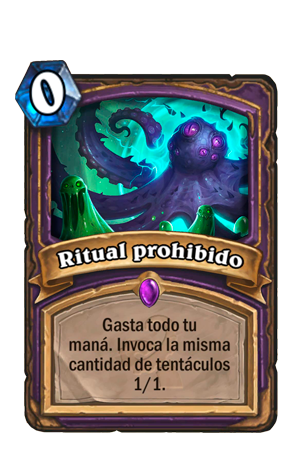 0
Ritual prohibido
Gasta todo tu
maná. Invoca la misma
cantidad de tentáculos
1/1.